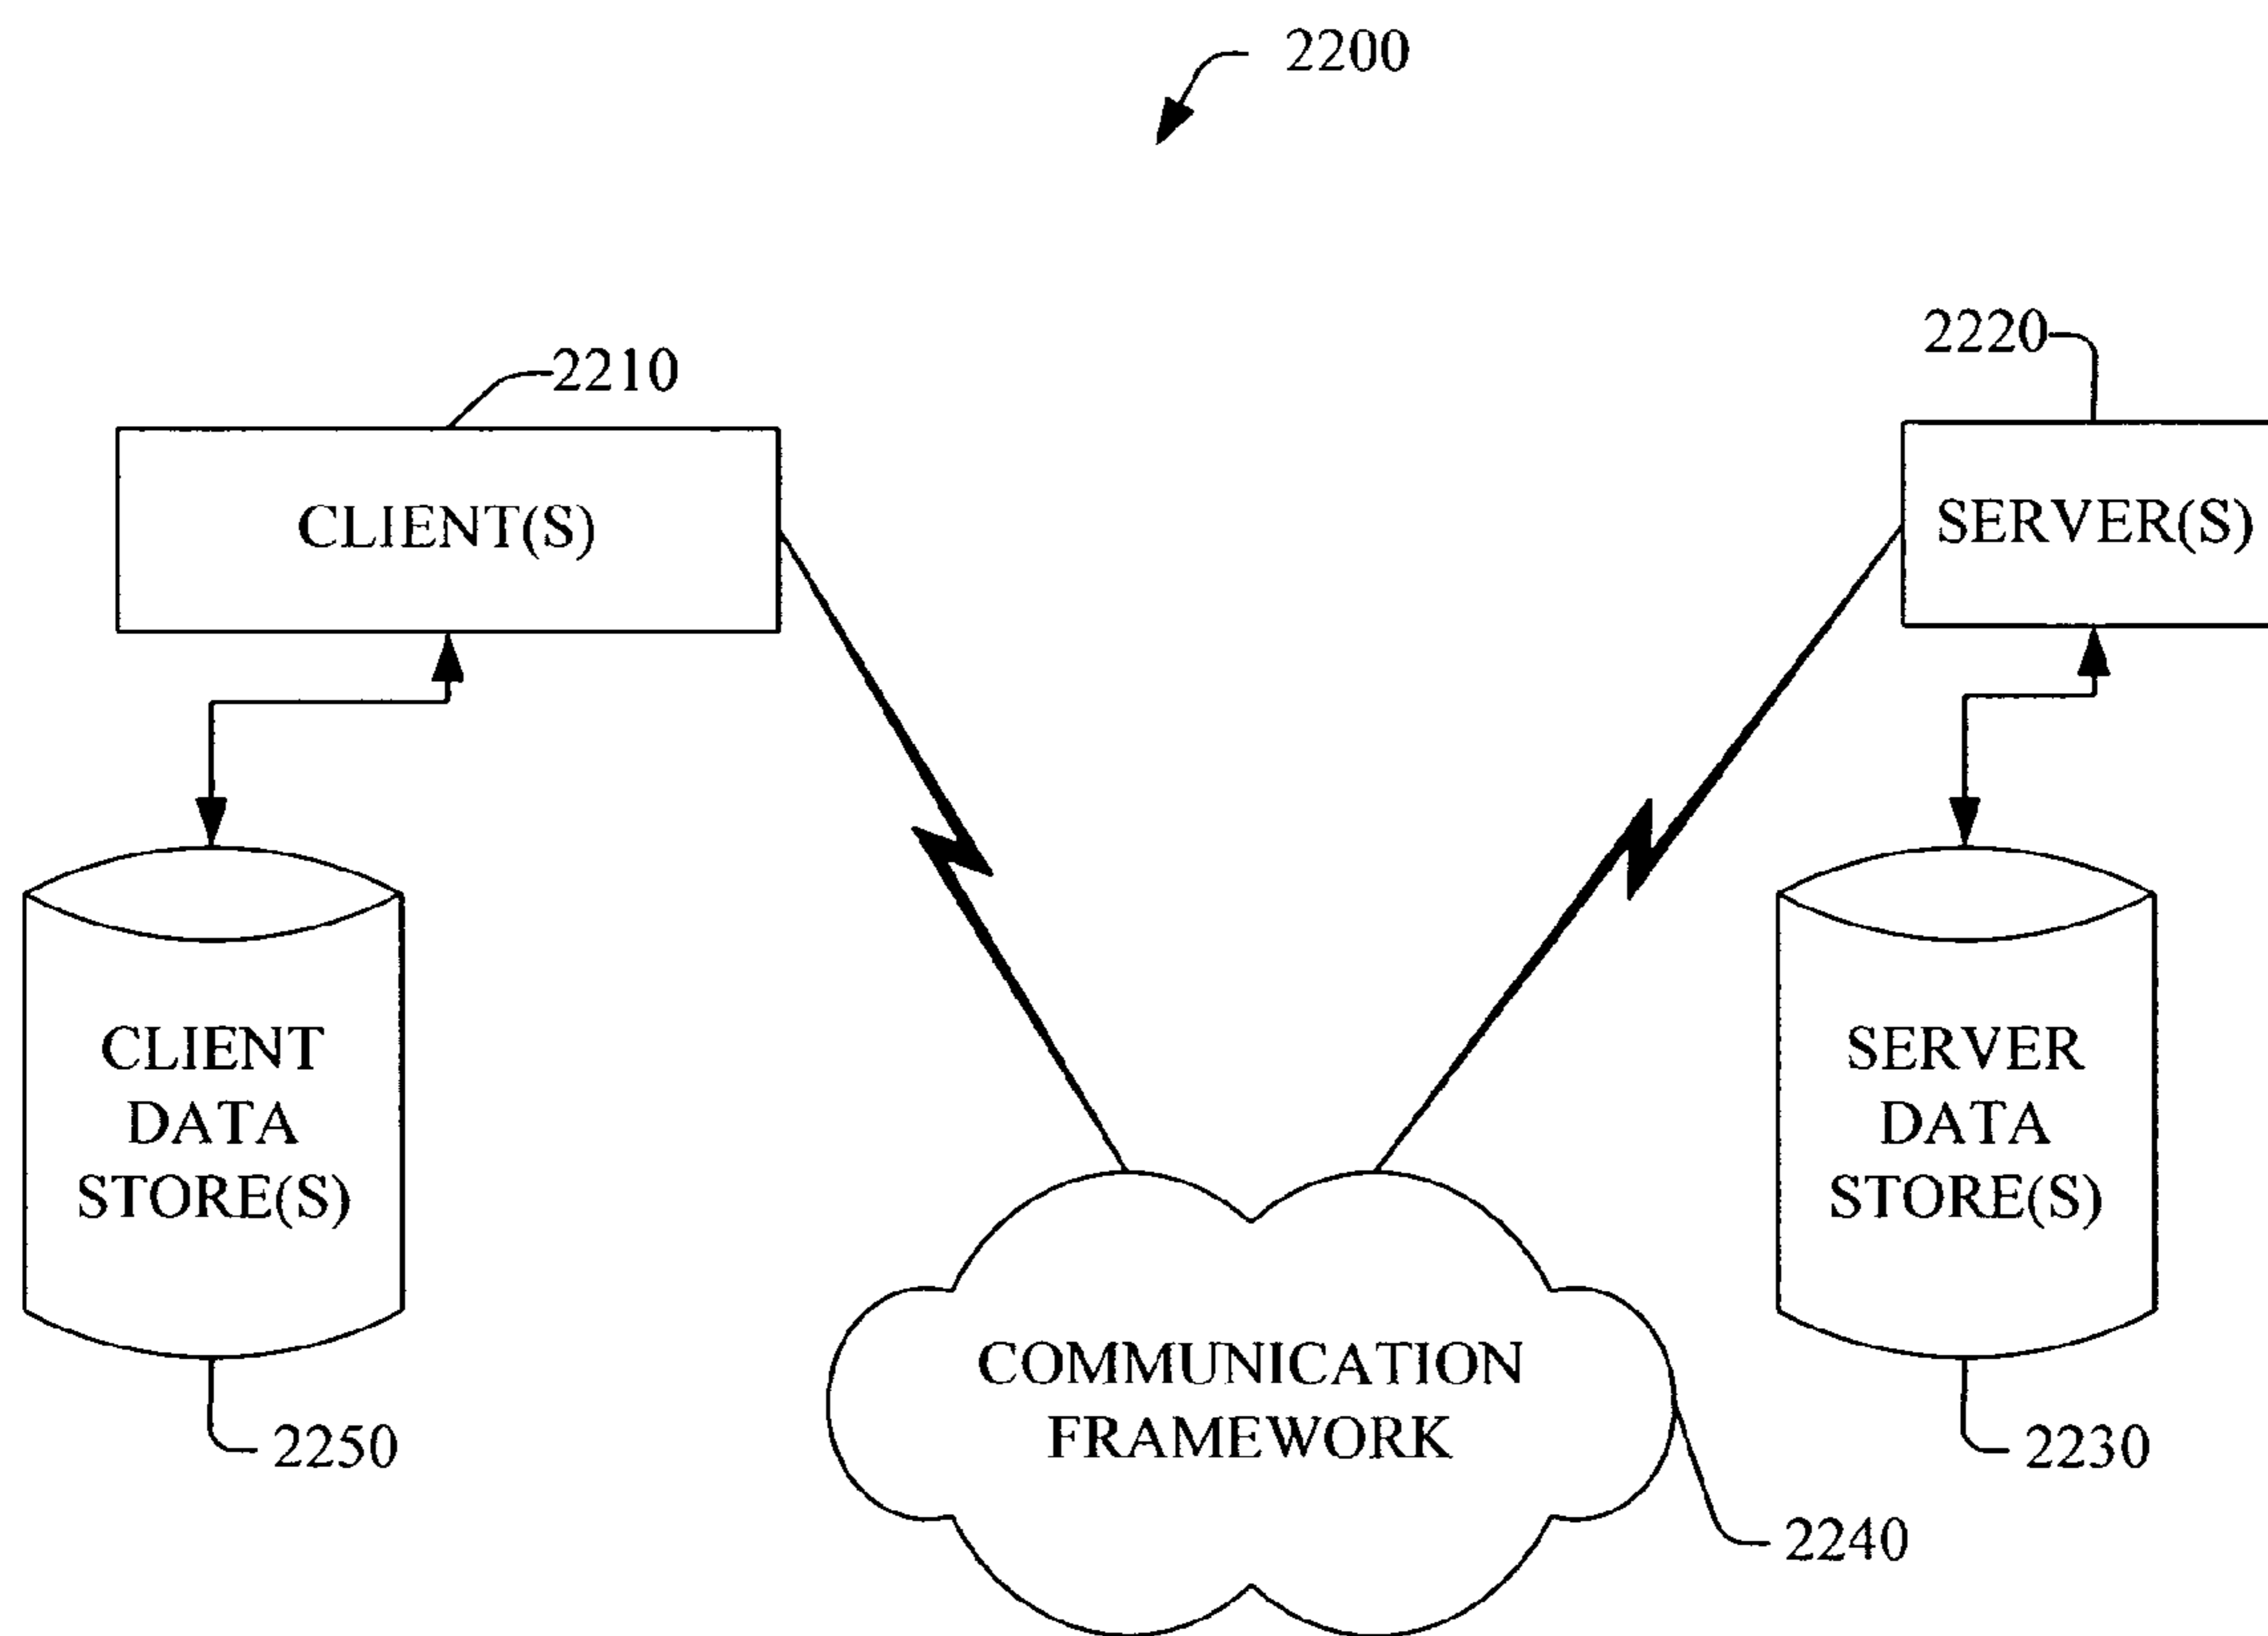 2200
2210
2220
CLIENT(S)
SERVER(S)
CLIENT
DATA
STORE(S)
SERVER
DATA
STORE(S)
COMMUNICATION
FRAMEWORK
2250
2230
2240